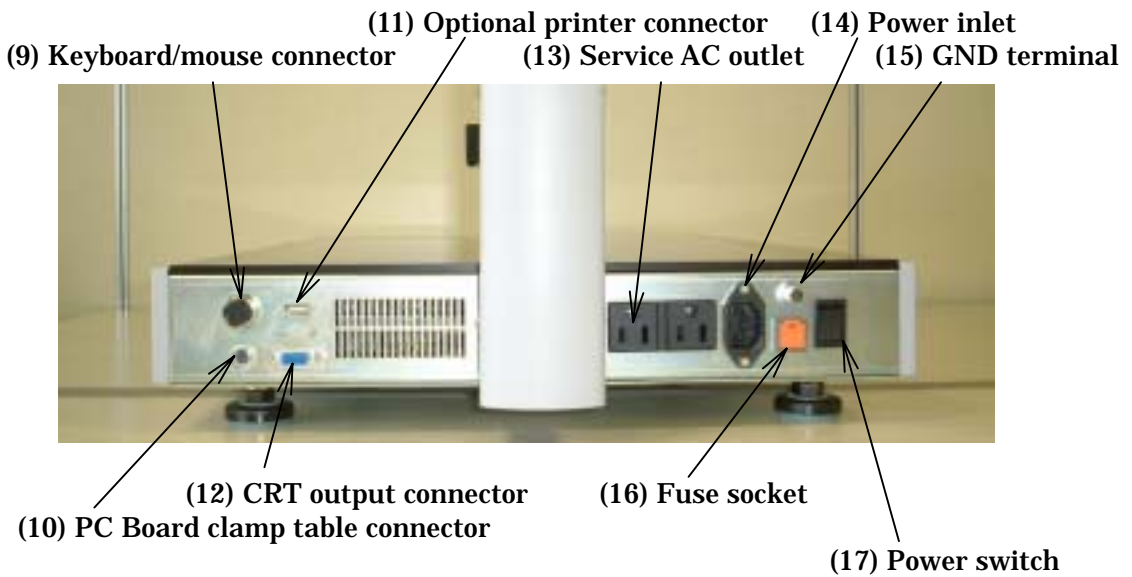 (11) Optional printer connector
(14) Power inlet
(9) Keyboard/mouse connector
(13) Service AC outlet
(15) GND terminal
(12) CRT output connector
(16) Fuse socket
(10) PC Board clamp table connector
(17) Power switch